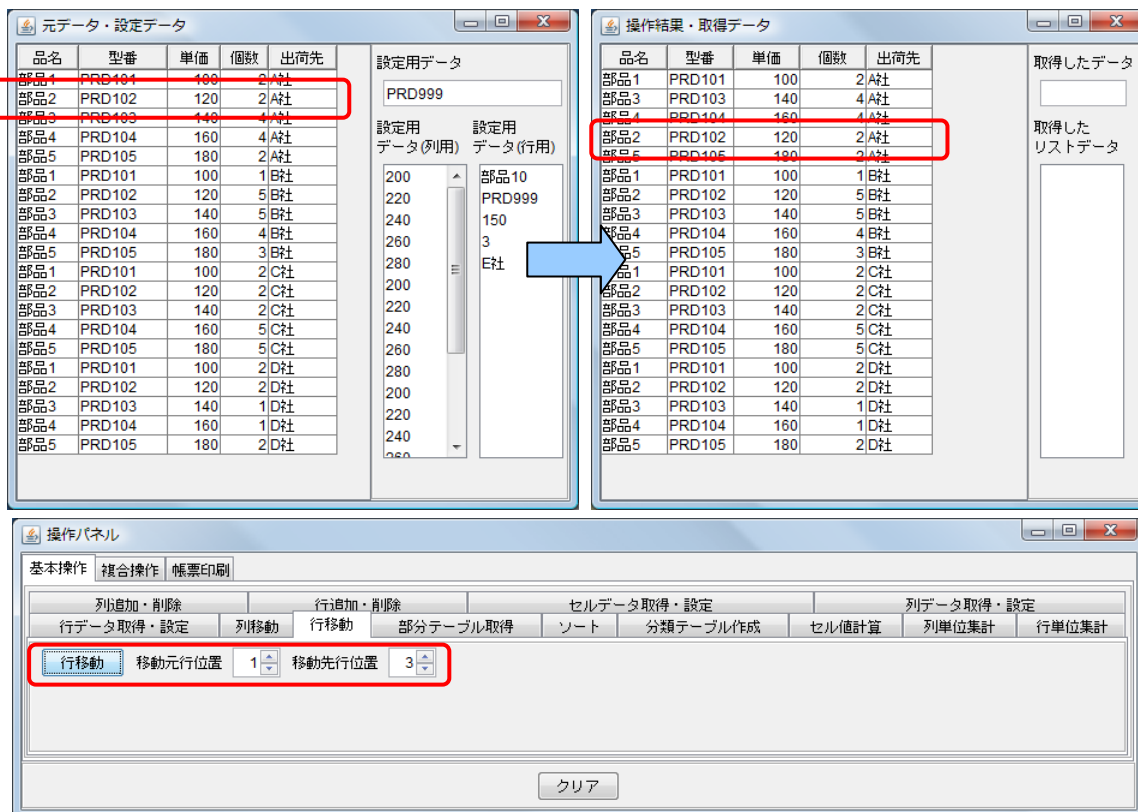 元データ・設定データ
品名 型番 単価 個数 出荷先
部品1 PRD101 100 2 A社
部品2 PRD102 120 2 A社
部品3 PRD103 140 4 A社
部品4 PRD104 160 4 A社
部品5 PRD105 180 2 A社
部品1 PRD101 100 1 B社
部品2 PRD102 120 5 B社
部品3 PRD103 140 5 B社
部品4 PRD104 160 4 B社
部品5 PRD105 180 3 B社
部品1 PRD101 100 2 C社
部品2 PRD102 120 2 C社
部品3 PRD103 140 2 C社
部品4 PRD104 160 5 C社
部品5 PRD105 180 5 C社
部品1 PRD101 100 2 D社
部品2 PRD102 120 2 D社
部品3 PRD103 140 1 D社
部品4 PRD104 160 1 D社
部品5 PRD105 180 2 D社
設定用データ
PRD999
設定用
データ(列用)
200
220
240
260
280
200
220
240
260
280
200
220
240
260
設定用
データ(行用)
部品10
PRD999
150
3
E社
操作結果・取得データ
品名 型番 単価 個数 出荷先
部品1 PRD101 100 2 A社
部品3 PRD103 140 4 A社
部品4 PRD104 160 4 A社
部品2 PRD102 120 2 A社
部品5 PRD105 180 2 A社
部品1 PRD101 100 1 B社
部品2 PRD102 120 5 B社
部品3 PRD103 140 5 B社
部品4 PRD104 160 4 B社
品5 PRD105 180 3 B社
品1 PRD101 100 2 C社
部品2 PRD102 120 2 C社
部品3 PRD103 140 2 C社
部品4 PRD104 160 5 C社
部品5 PRD105 180 5 C社
部品1 PRD101 100 2 D社
部品2 PRD102 120 2 D社
部品3 PRD103 140 1 D社
部品4 PRD104 160 1 D社
部品5 PRD105 180 2 D社
取得したデータ
取得した
リストデータ
操作パネル
基本操作 複合操作 帳票印刷
列追加・削除 行追加・削除 セルデータ取得・設定 列データ取得・設定
行データ取得・設定 列移動 行移動 部分テーブル取得 ソート 分類テーブル作成 セル値計算 列単位集計 行単位集計
行移動 移動元行位置 1 移動先行位置 3
クリア